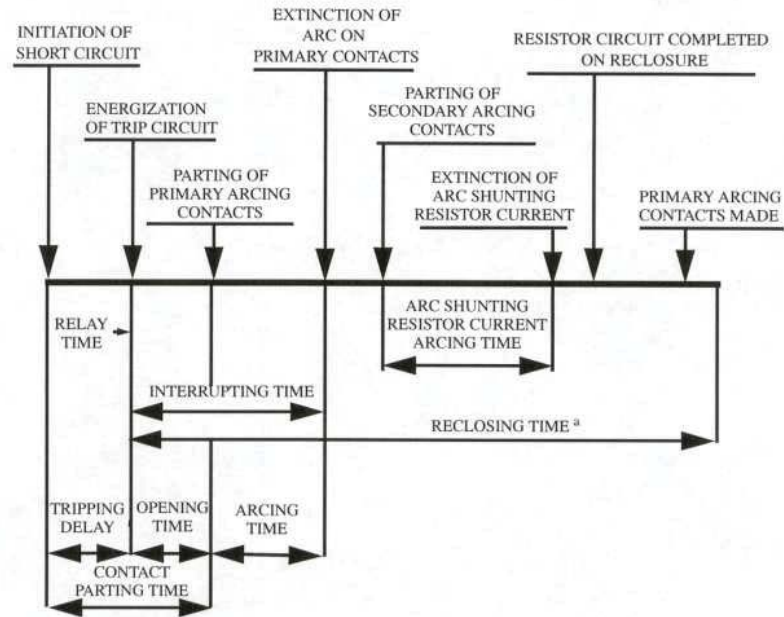 INITIATION OF
SHORT CIRCUIT
ENERGIZATION
OF TRIP CIRCUIT
PARTING OF
PRIMARY ARCING
CONTACTS
EXTINCTION OF
ARC ON
PRIMARY CONTACTS
PARTING OF
SECONDARY ARCING
CONTACTS
EXTINCTION OF
ARC SHUNTING
RESISTOR CURRENT
RESISTOR CIRCUIT COMPLETED
ON RECLOSURE
PRIMARY ARCING
CONTACTS MADE
RELAY
TIME
ARC SHUNTING
RESISTOR CURRENT
ARCING TIME
INTERRUPTING TIME
RECLOSING TIME a
TRIPPING
DELAY
OPENING
TIME
ARCING
TIME
CONTACT
PARTING TIME